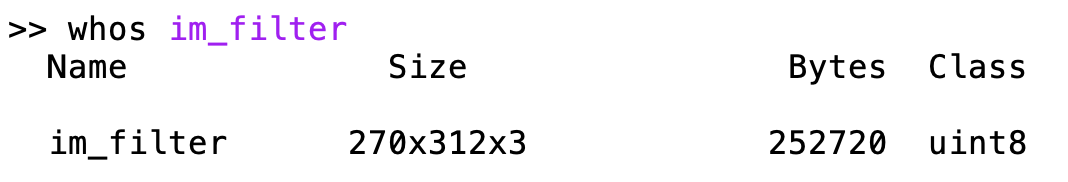 >> whos im_filter
Name Size Bytes Class
im_filter 270x312x3 252720 uint8